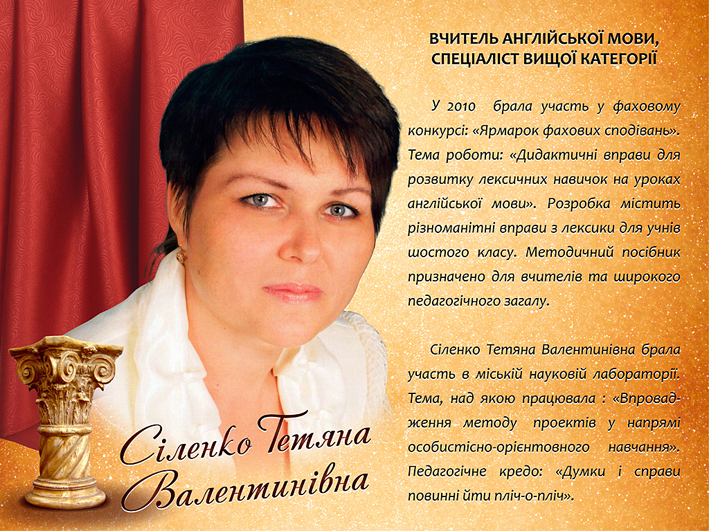 ВЧИТЕЛЬ АНГЛІЙСЬКОЇ МОВИ,
СПЕЦІАЛІСТ ВИЩОЇ КАТЕГОРІЇ
У 2010 брала участь у фаховому
конкурсі: «Ярмарок фахових сподівань».
Тема роботи: «Дидактичні вправи для
розвитку лексичних навичок на уроках
англійської мови». Розробка містить
різноманітні вправи з лексики для учнів
шостого класу. Методичний посібник
призначено для вчителів та широкого
педагогічного загалу.
Сіленко Тетяна Валентинівна брала
участь в міській науковій лабораторії.
Тема, над якою працювала : «Впровад-
ження методу проектів у напрямі
особистісно-орієнтовного навчання».
Педагогічне кредо: «Думки і справи
повинні йти пліч-о-пліч».
Сіленко Тетяна
Валентинівна